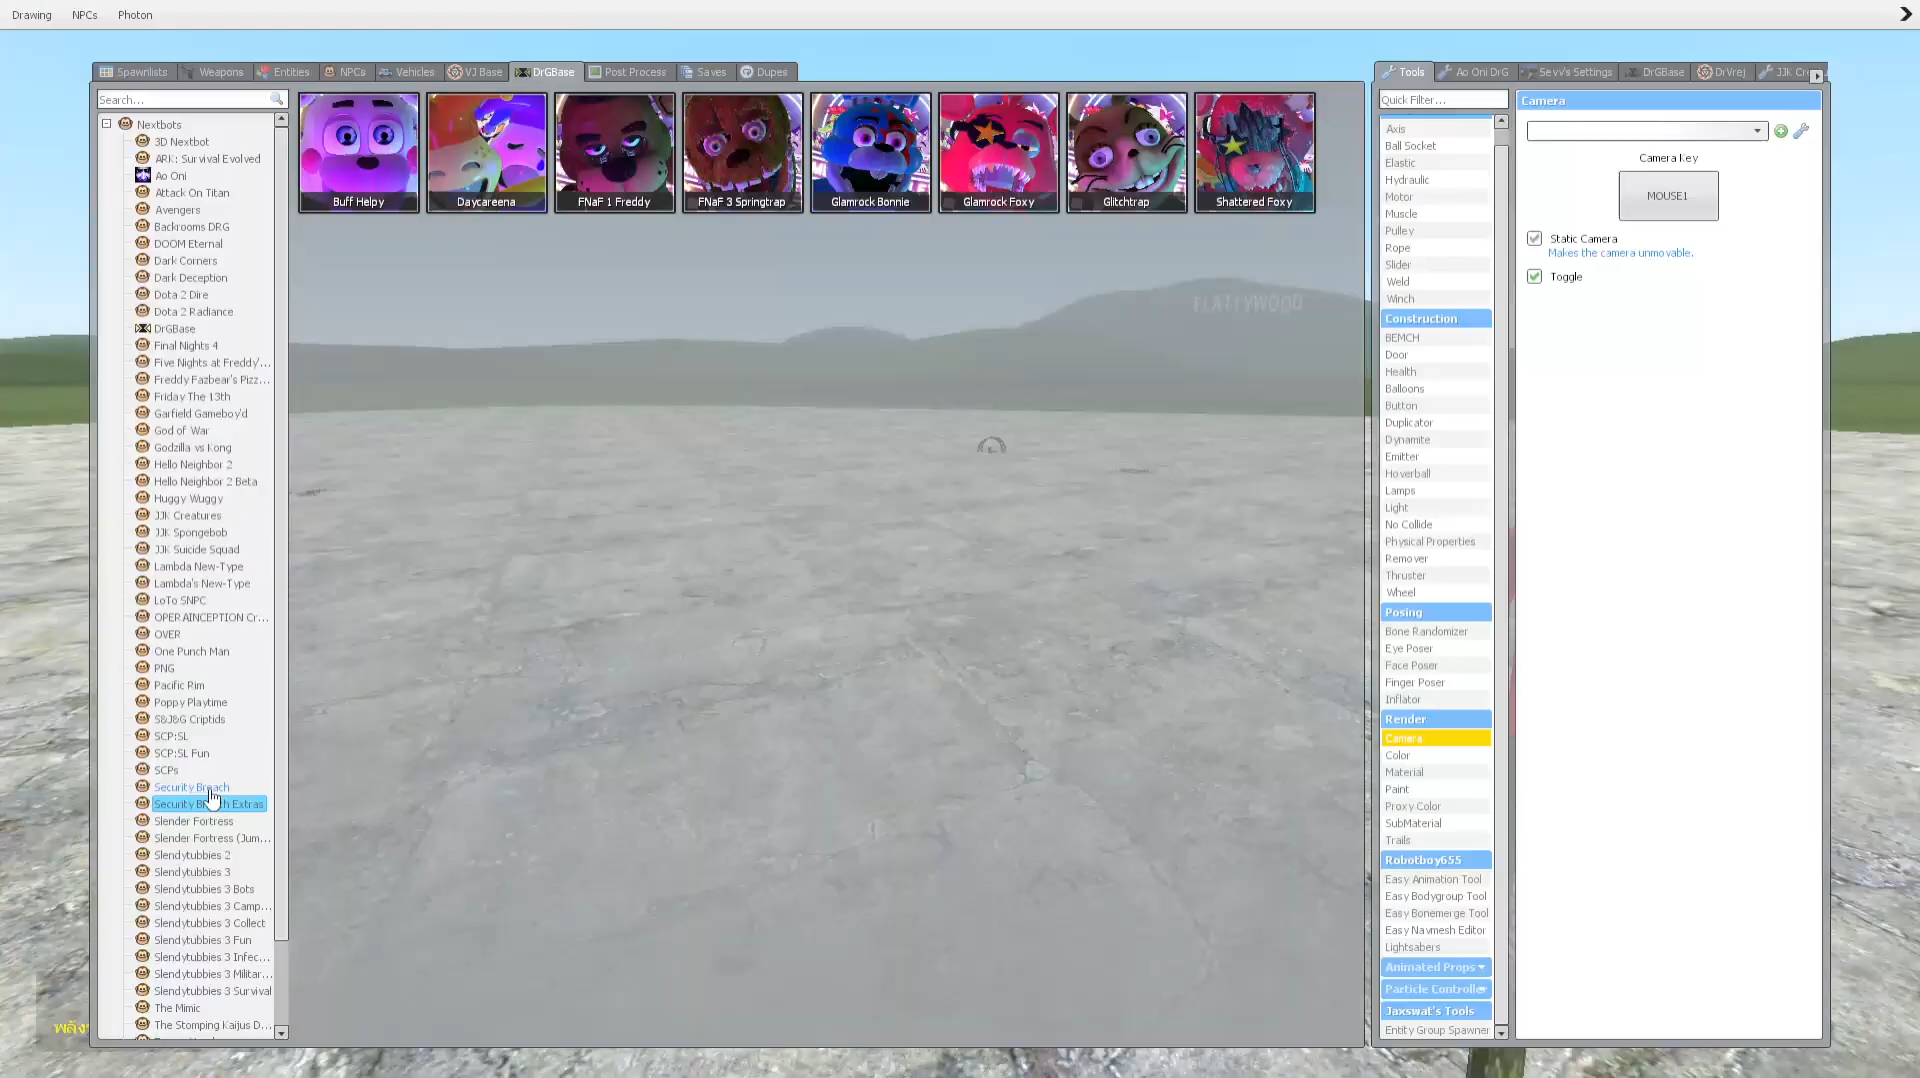 Drawing NPCs Photon
Spawnlists Weapons Entities NPCs Vehicles VJ Base DrGBase Post Process Saves Dupes
Tools Ao Oni DrG Sevv's Settings DrGBase DrVrej JJK Cre
Search...
Nextbots
3D Nextbot
ARK: Survival Evolved
Ao Oni
Attack On Titan
Avengers
Backrooms DRG
DOOM Eternal
Dark Corners
Dark Deception
Dota 2 Dire
Dota 2 Radiance
DrGBase
Final Nights 4
Five Nights at Freddy'...
Freddy Fazbear's Pizz...
Friday The 13th
Garfield Gameboy'd
God of War
Godzilla vs Kong
Hello Neighbor 2
Hello Neighbor 2 Beta
Huggy Wuggy
JJK Creatures
JJK Spongebob
JJK Suicide Squad
Lambda New-Type
Lambda's New-Type
LoTo SNPC
OPERAINCEPTION Cr...
OVER
One Punch Man
PNG
Pacific Rim
Poppy Playtime
S&J&G Criptids
SCP:SL
SCP:SL Fun
SCPs
Security Breach
Security Breach Extras
Slender Fortress
Slender Fortress (Jum...
Slendytubbies 2
Slendytubbies 3
Slendytubbies 3 Bots
Slendytubbies 3 Camp...
Slendytubbies 3 Collect
Slendytubbies 3 Fun
Slendytubbies 3 Infec...
Slendytubbies 3 Militar...
Slendytubbies 3 Survival
The Mimic
The Stomping Kaijus D...
Buff Helpy Daycareena FNaF 1 Freddy FNaF 3 Springtrap Glamrock Bonnie Glamrock Foxy Glitchtrap Shattered Foxy
FLATTYWOOD
พลัง
Quick Filter...
Axis
Ball Socket
Elastic
Hydraulic
Motor
Muscle
Pulley
Rope
Slider
Weld
Winch
Construction
BEMCH
Door
Health
Balloons
Button
Duplicator
Dynamite
Emitter
Hoverball
Lamps
Light
No Collide
Physical Properties
Remover
Thruster
Wheel
Posing
Bone Randomizer
Eye Poser
Face Poser
Finger Poser
Inflator
Render
Camera
Color
Material
Paint
Proxy Color
SubMaterial
Trails
Robotboy655
Easy Animation Tool
Easy Bodygroup Tool
Easy Bonemerge Tool
Easy Navmesh Editor
Lightsabers
Animated Props
Particle Controller
Jaxswat's Tools
Entity Group Spawner
Camera
Camera Key
MOUSE1
Static Camera
Makes the camera unmovable.
Toggle